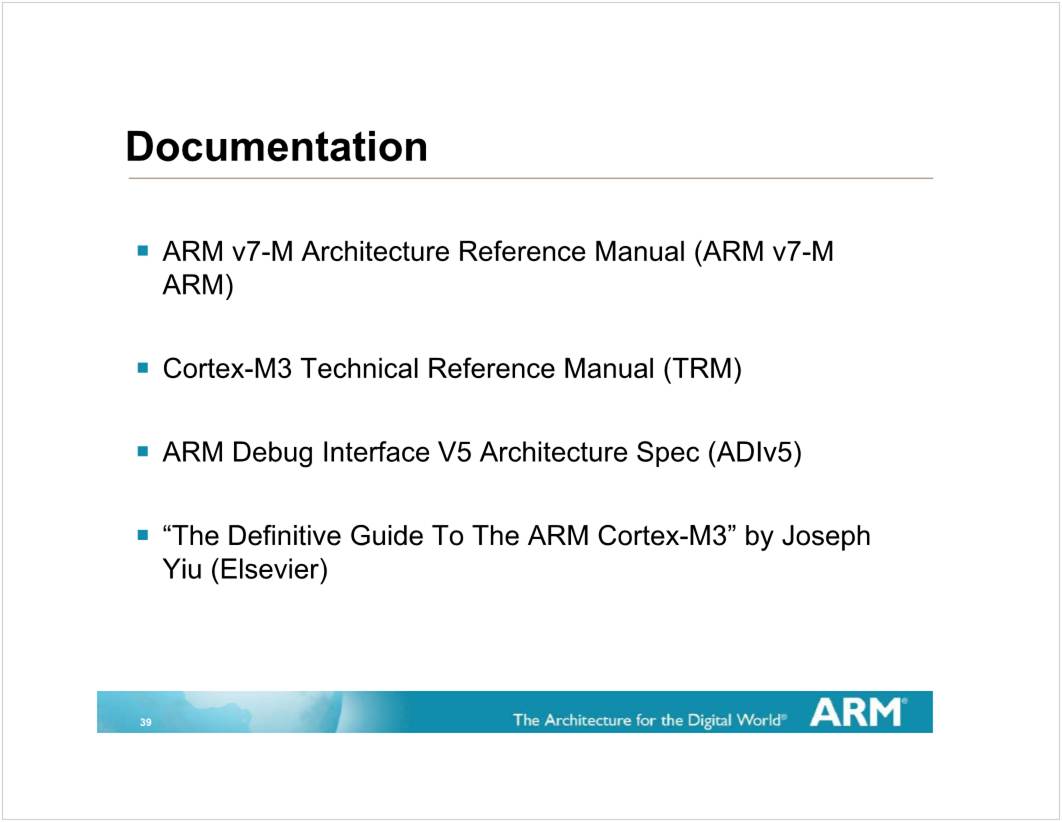 Documentation
ARM v7-M Architecture Reference Manual (ARM v7-M
ARM)
Cortex-M3 Technical Reference Manual (TRM)
ARM Debug Interface V5 Architecture Spec (ADIv5)
“The Definitive Guide To The ARM Cortex-M3” by Joseph
Yiu (Elsevier)
39
The Architecture for the Digital World®
ARM®